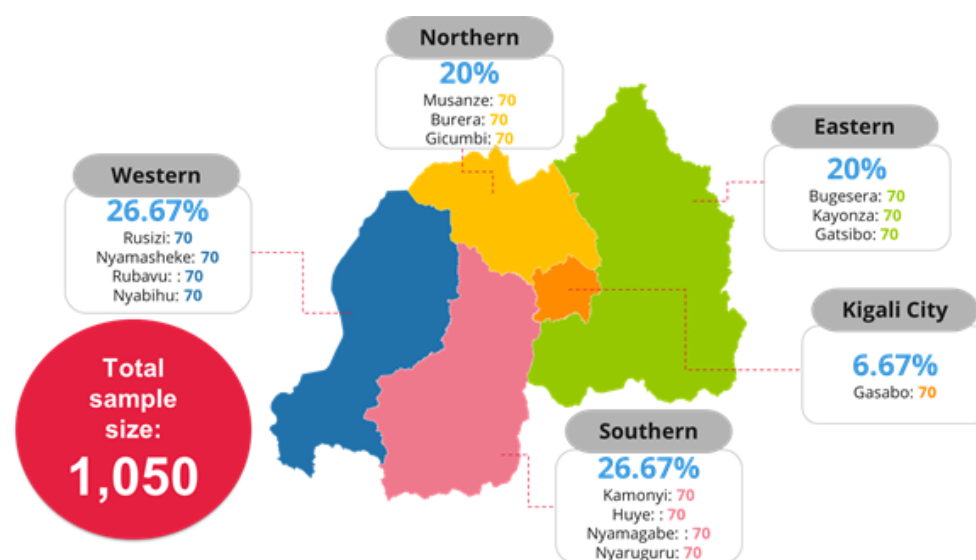 Northern
20%
Musanze: 70
Burera: 70
Gicumbi: 70
Eastern
20%
Bugesera: 70
Kayonza: 70
Gatsibo: 70
Western
26.67%
Rusizi: 70
Nyamasheke: 70
Rubavu: : 70
Nyabihu: 70
Kigali City
6.67%
Gasabo: 70
Total
sample
size:
1,050
Southern
26.67%
Kamonyi: 70
Huye: : 70
Nyamagabe: : 70
Nyaruguru: 70